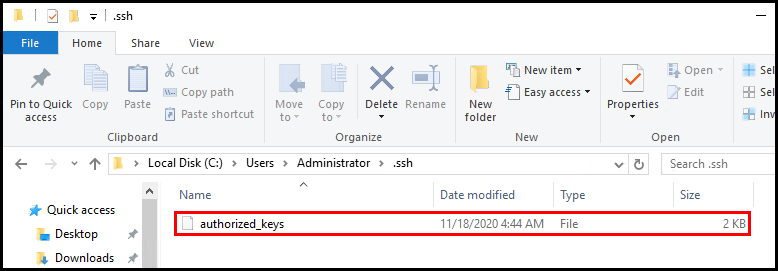 .ssh
File Home Share View
Pin to Quick access
Copy
Paste
Cut
Copy path
Paste shortcut
Clipboard
Move to
Copy to
Delete
Rename
Organize
New folder
New item
Easy access
New
Properties
Open
Edit
Open
Sel
Sel
Inv
Local Disk (C:) Users Administrator .ssh
Search .ssh
Name Date modified Type Size
Quick access
Desktop
Downloads
authorized_keys 11/18/2020 4:44 AM File 2 KB